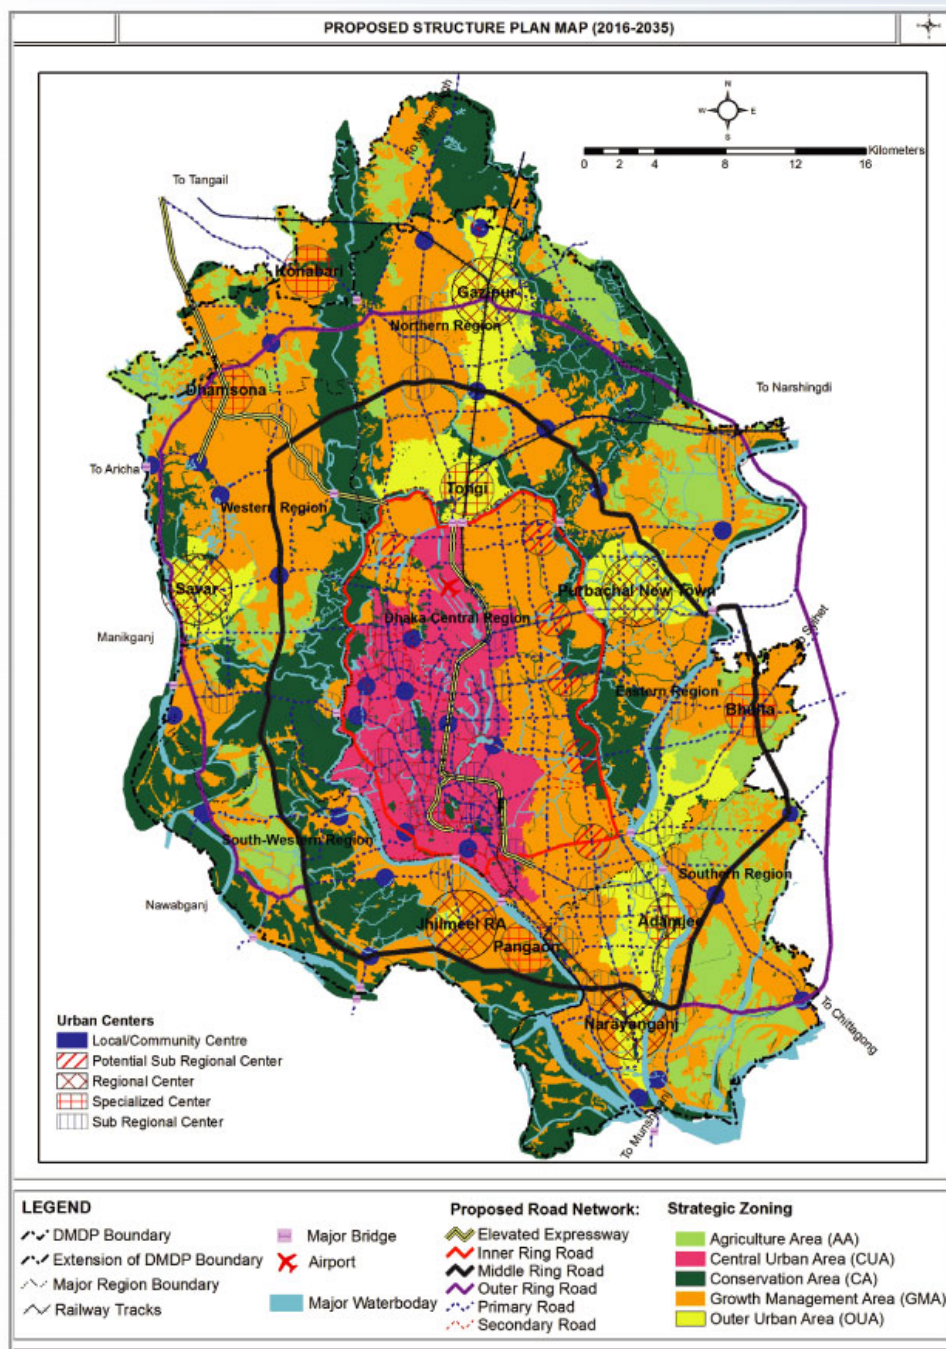 PROPOSED STRUCTURE PLAN MAP (2016-2035)
N
W E
S
Kilometers
0 2 4 8 12 16
To Mymensingh
To Tangail
Konabari
Gazipur
Northern Region
Dhamsona
To Narshingdi
To Aricha
Tongi
Western Region
Savar
Purbachal New Town
Dhaka Central Region
Manikganj
To Sylhet
Eastern Region
Bhulta
South-Western Region
Southern Region
Nawabganj
Jhilmeel RA
Adamjee
Pangaon
Narayanganj
To Chittagong
To Munshiganj
Urban Centers
Local/Community Centre
Potential Sub Regional Center
Regional Center
Specialized Center
Sub Regional Center
LEGEND
DMDP Boundary
Extension of DMDP Boundary
Major Region Boundary
Railway Tracks
Major Bridge
Airport
Major Waterboday
Proposed Road Network:
Elevated Expressway
Inner Ring Road
Middle Ring Road
Outer Ring Road
Primary Road
Secondary Road
Strategic Zoning
Agriculture Area (AA)
Central Urban Area (CUA)
Conservation Area (CA)
Growth Management Area (GMA)
Outer Urban Area (OUA)